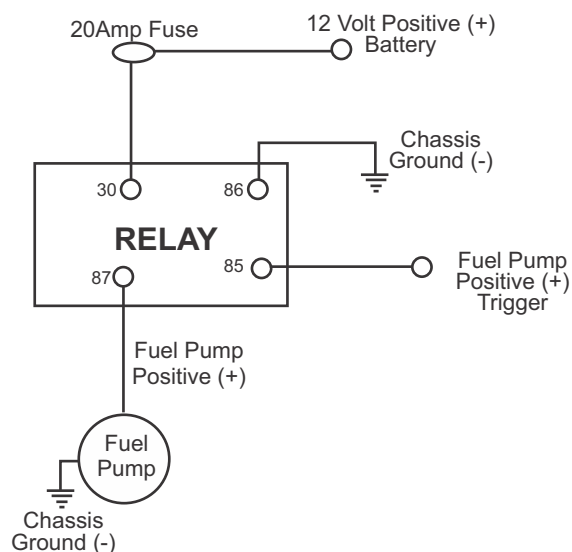 20Amp Fuse
12 Volt Positive (+)
Battery
Chassis
Ground (-)
30
86
RELAY
87
85
Fuel Pump
Positive (+)
Trigger
Fuel Pump
Positive (+)
Fuel
Pump
Chassis
Ground (-)